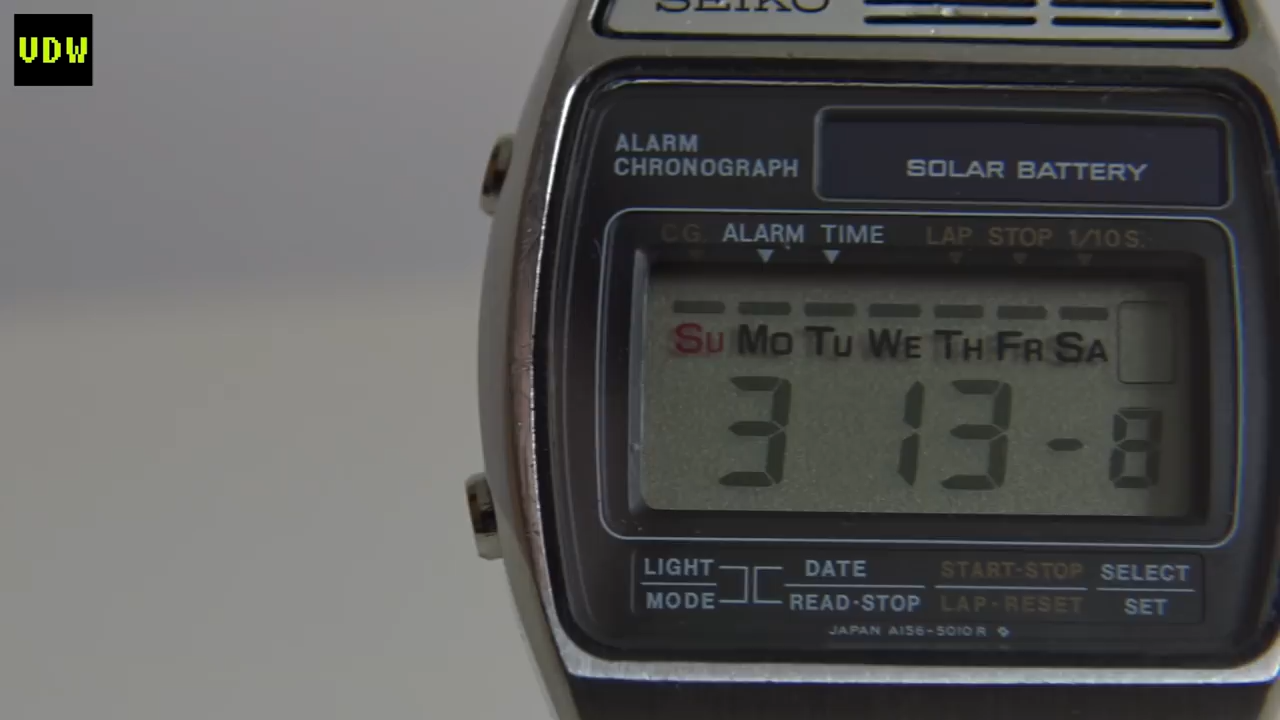 VDW
SEIKO
ALARM
CHRONOGRAPH
SOLAR BATTERY
C.G. ALARM TIME LAP STOP 1/10 S.
SU MO TU WE TH FR SA
3 13-8
LIGHT DATE START-STOP SELECT
MODE READ-STOP LAP-RESET SET
JAPAN A156-5010 R